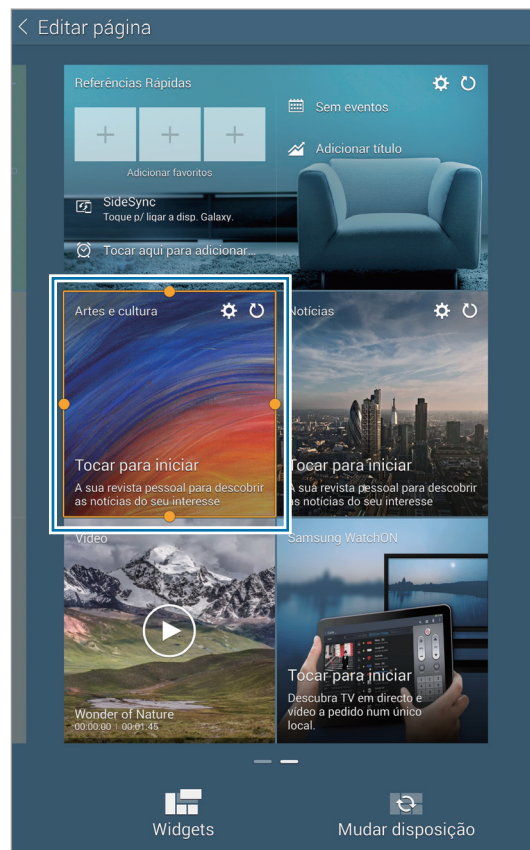 Editar página
Referências Rápidas
Sem eventos
Adicionar título
Adicionar favoritos
SideSync
Toque p/ ligar a disp. Galaxy.
Tocar aqui para adicionar...
Artes e cultura
Notícias
Tocar para iniciar
A sua revista pessoal para descobrir
as notícias do seu interesse
Tocar para iniciar
A sua revista pessoal para descobrir
as notícias do seu interesse
Vídeo
Wonder of Nature
00:00:00 | 00:01:45
Samsung WatchON
Tocar para iniciar
Descubra TV em directo e
vídeo a pedido num único
local.
Widgets
Mudar disposição